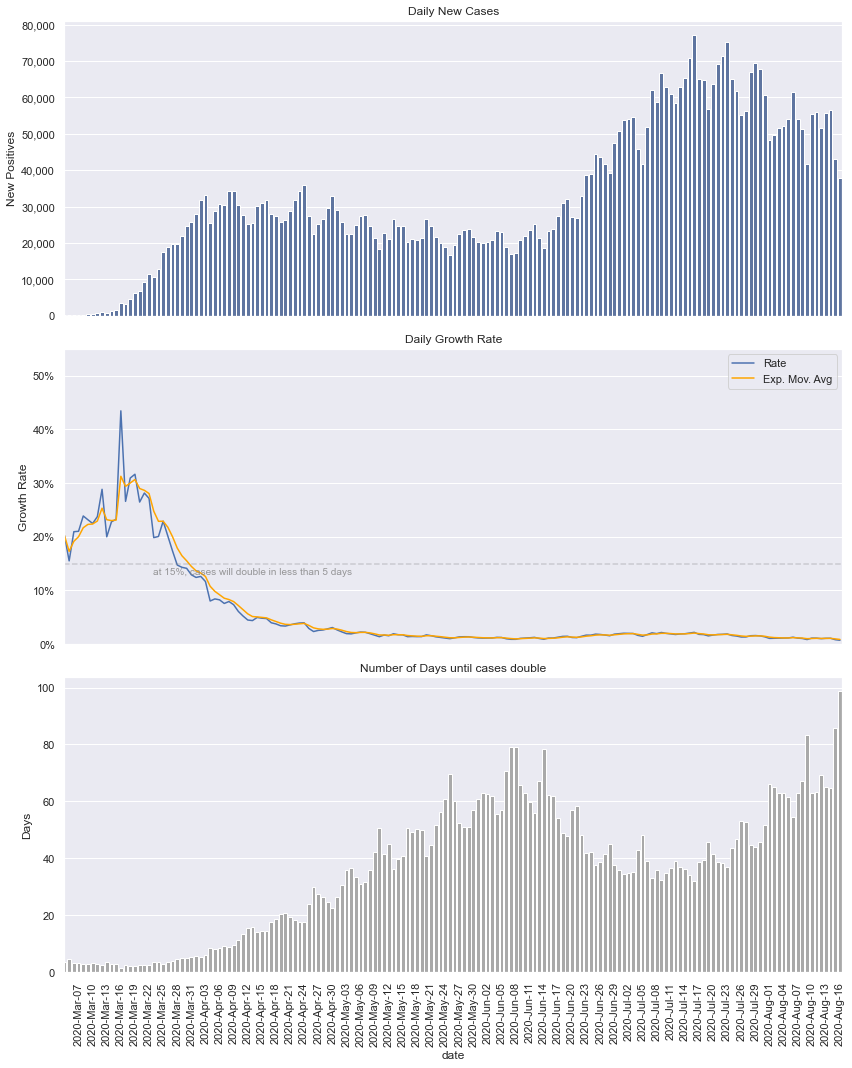 Daily New Cases
80,000
70,000
60,000
50,000
40,000
30,000
20,000
10,000
0
New Positives
Daily Growth Rate
50%
40%
30%
20%
10%
0%
Growth Rate
Rate
Exp. Mov. Avg
at 15%, cases will double in less than 5 days
Number of Days until cases double
100
80
60
40
20
0
Days
2020-Mar-07
2020-Mar-10
2020-Mar-13
2020-Mar-16
2020-Mar-19
2020-Mar-22
2020-Mar-25
2020-Mar-28
2020-Mar-31
2020-Apr-03
2020-Apr-06
2020-Apr-09
2020-Apr-12
2020-Apr-15
2020-Apr-18
2020-Apr-21
2020-Apr-24
2020-Apr-27
2020-Apr-30
2020-May-03
2020-May-06
2020-May-09
2020-May-12
2020-May-15
2020-May-18
2020-May-21
2020-May-24
2020-May-27
2020-May-30
2020-Jun-02
2020-Jun-05
2020-Jun-08
2020-Jun-11
2020-Jun-14
2020-Jun-17
2020-Jun-20
2020-Jun-23
2020-Jun-26
2020-Jun-29
2020-Jul-02
2020-Jul-05
2020-Jul-08
2020-Jul-11
2020-Jul-14
2020-Jul-17
2020-Jul-20
2020-Jul-23
2020-Jul-26
2020-Jul-29
2020-Aug-01
2020-Aug-04
2020-Aug-07
2020-Aug-10
2020-Aug-13
2020-Aug-16
date